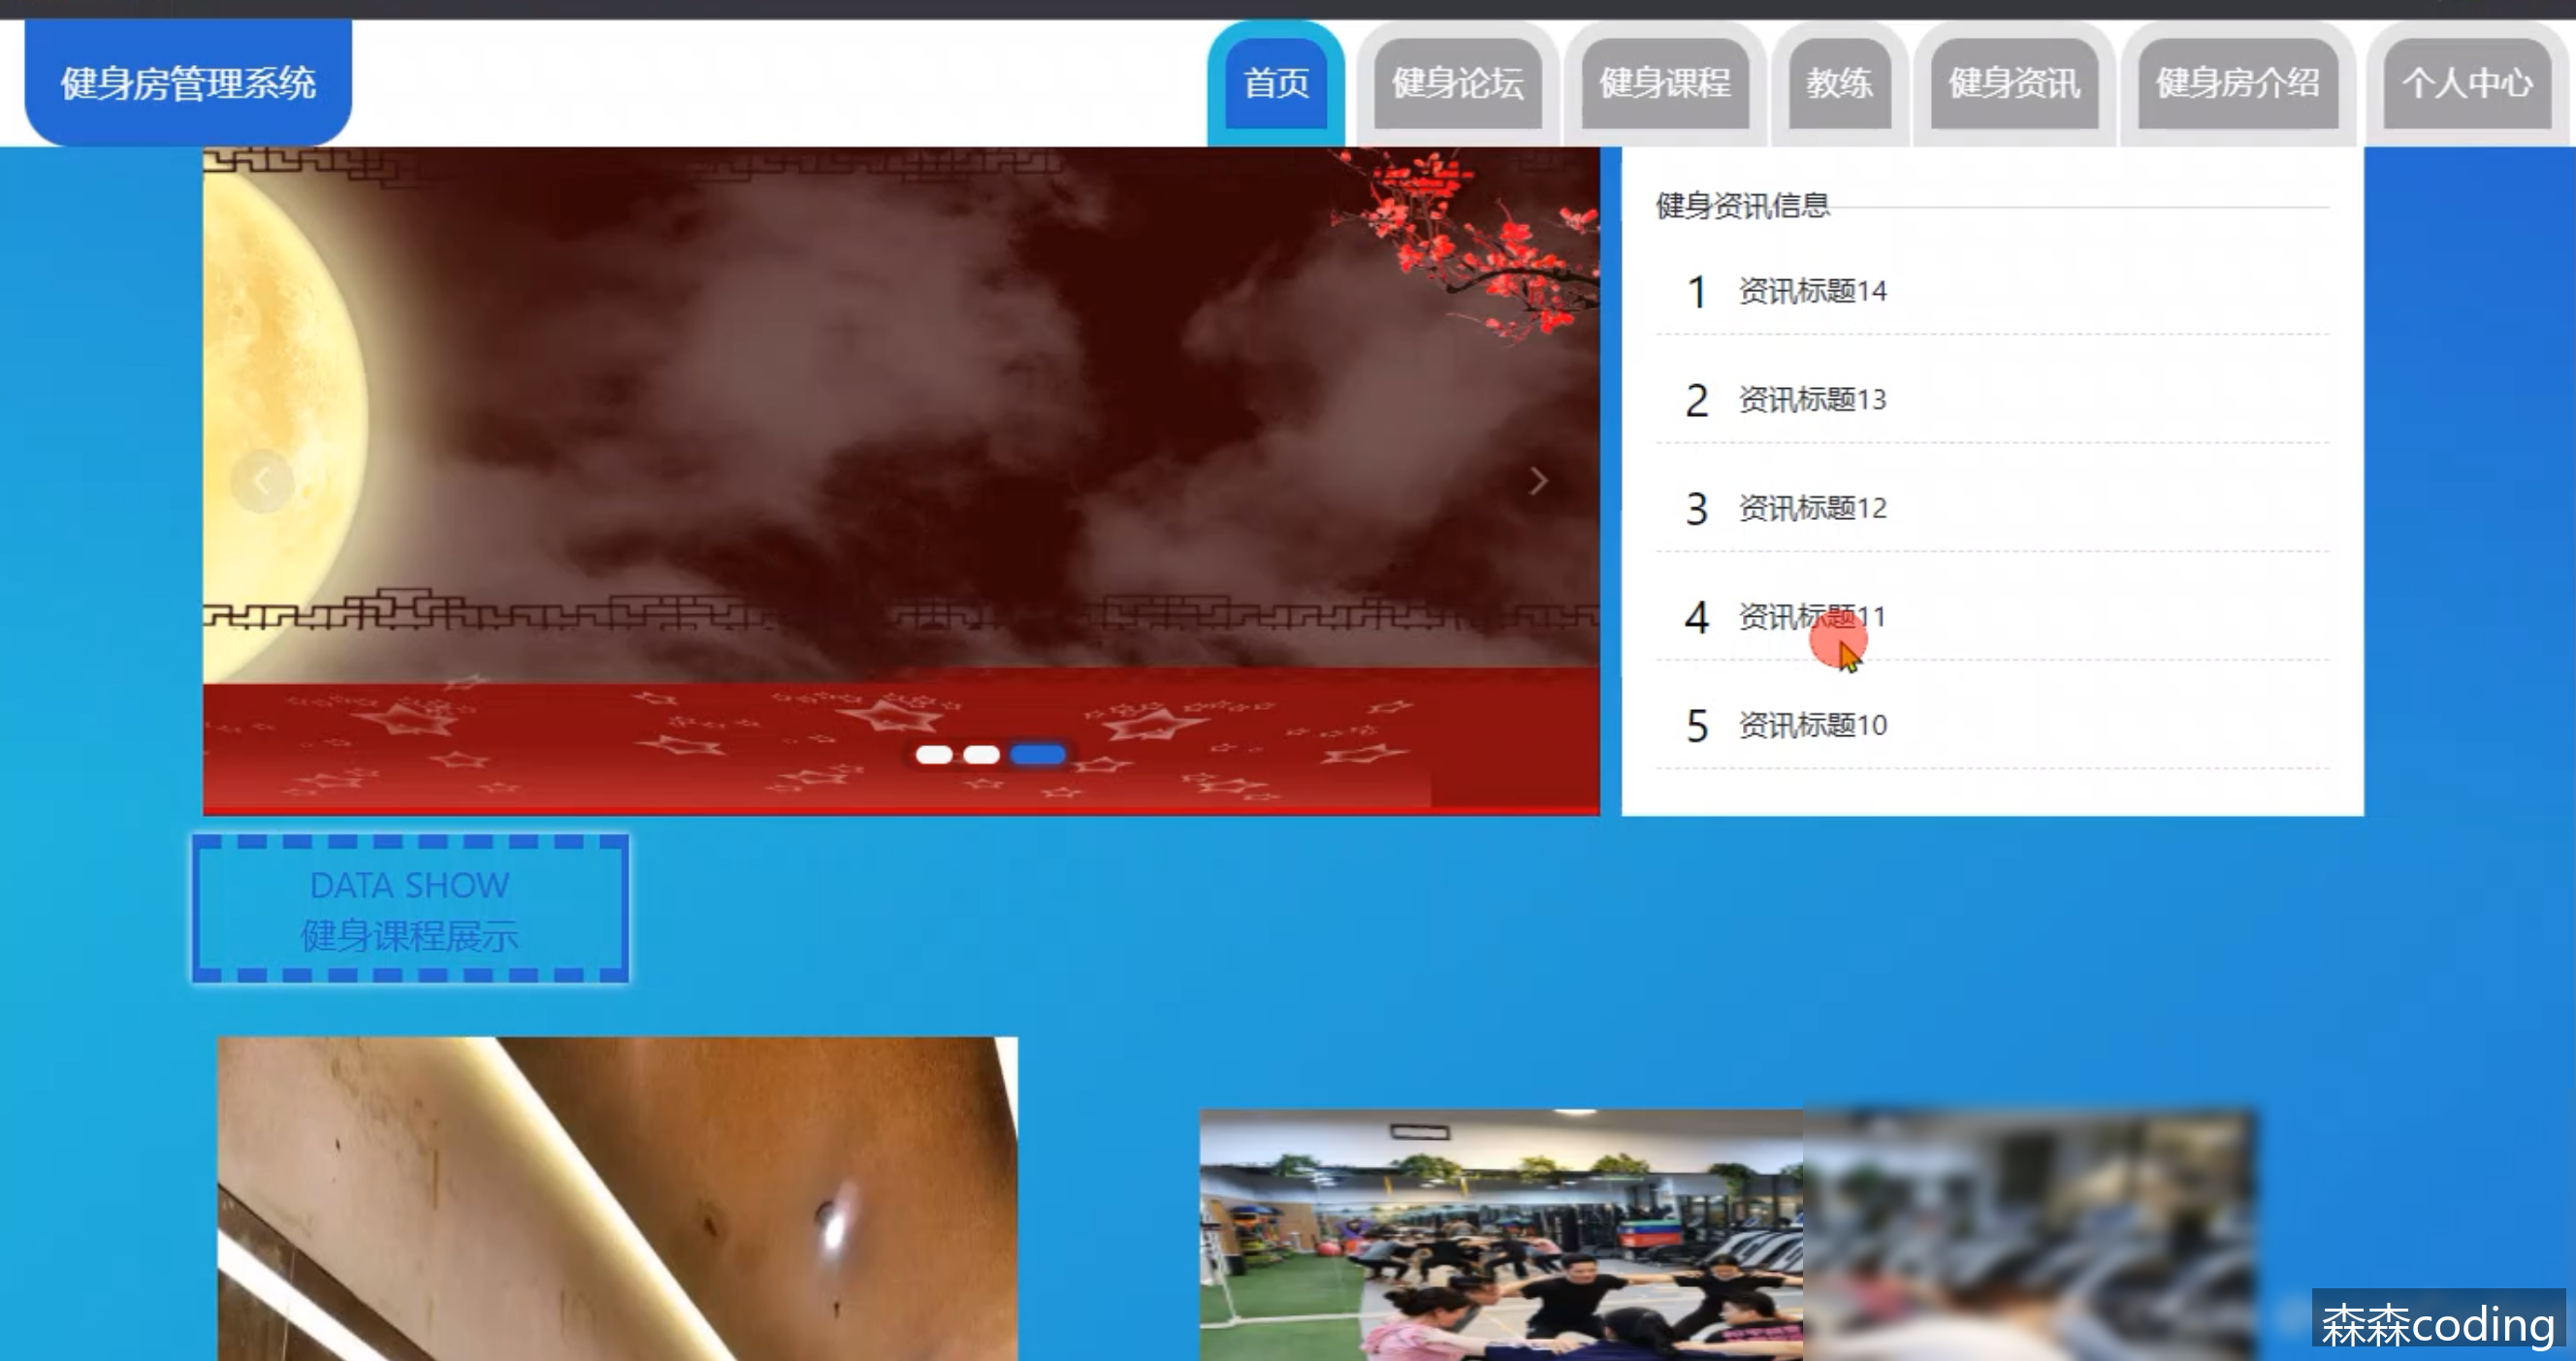 健身房管理系统
首页
健身论坛
健身课程
教练
健身资讯
健身房介绍
个人中心
健身资讯信息
1 资讯标题14
2 资讯标题13
3 资讯标题12
4 资讯标题11
5 资讯标题10
DATA SHOW
健身课程展示
森森coding